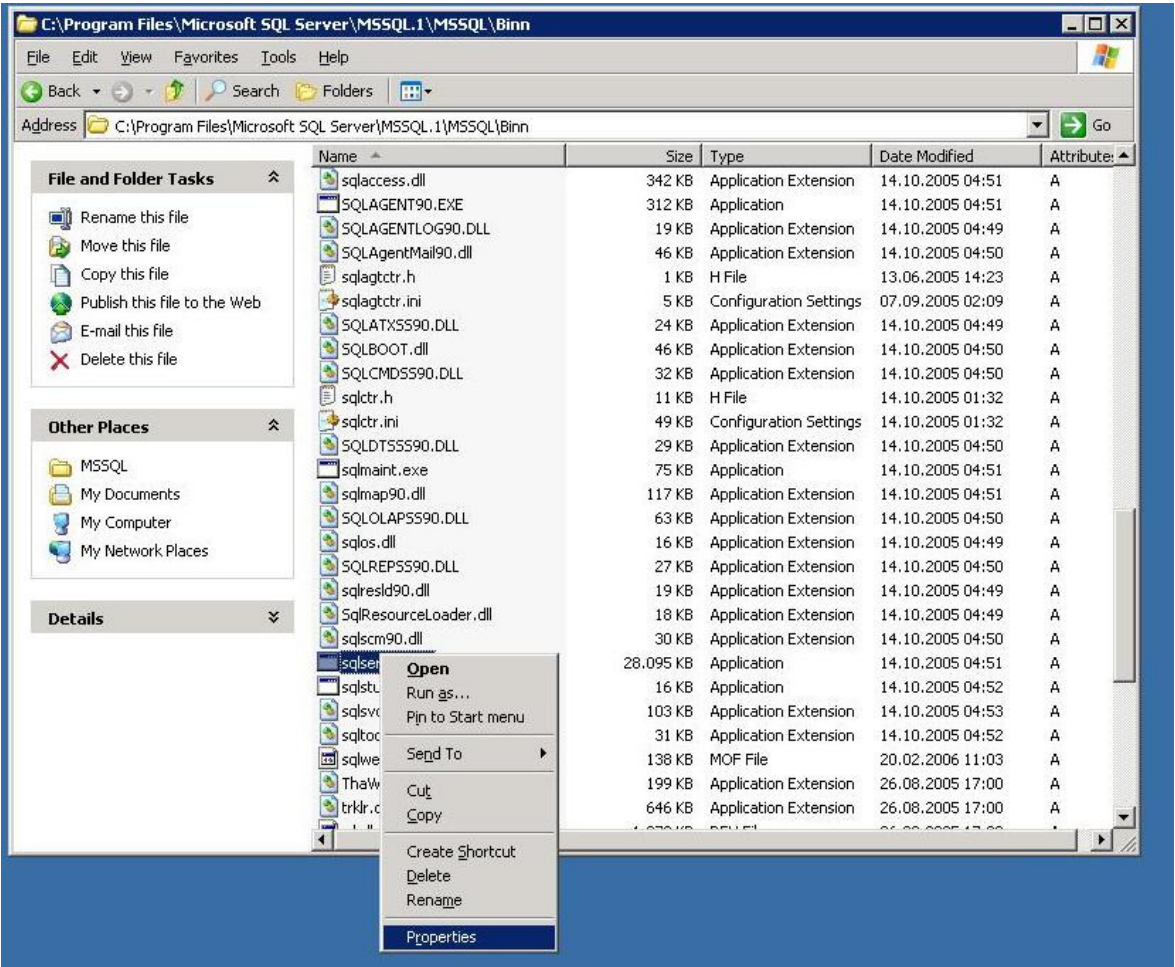 C:\Program Files\Microsoft SQL Server\MSSQL.1\MSSQL\Binn
File Edit View Favorites Tools Help
Back Search Folders
Address C:\Program Files\Microsoft SQL Server\MSSQL.1\MSSQL\Binn Go
File and Folder Tasks
Rename this file
Move this file
Copy this file
Publish this file to the Web
E-mail this file
Delete this file
Other Places
MSSQL
My Documents
My Computer
My Network Places
Details
Name Size Type Date Modified Attributes
sqlaccess.dll 342 KB Application Extension 14.10.2005 04:51 A
SQLAGENT90.EXE 312 KB Application 14.10.2005 04:51 A
SQLAGENTLOG90.DLL 19 KB Application Extension 14.10.2005 04:49 A
SQLAgentMail90.dll 46 KB Application Extension 14.10.2005 04:50 A
sqlagtctr.h 1 KB H File 13.06.2005 14:23 A
sqlagtctr.ini 5 KB Configuration Settings 07.09.2005 02:09 A
SQLATXSS90.DLL 24 KB Application Extension 14.10.2005 04:49 A
SQLBOOT.dll 46 KB Application Extension 14.10.2005 04:50 A
SQLCMDSS90.DLL 32 KB Application Extension 14.10.2005 04:50 A
sqlctr.h 11 KB H File 14.10.2005 01:32 A
sqlctr.ini 49 KB Configuration Settings 14.10.2005 01:32 A
SQLDTSSS90.DLL 29 KB Application Extension 14.10.2005 04:50 A
sqlmaint.exe 75 KB Application 14.10.2005 04:51 A
sqlmap90.dll 117 KB Application Extension 14.10.2005 04:51 A
SQLOLAPSS90.DLL 63 KB Application Extension 14.10.2005 04:50 A
sqlos.dll 16 KB Application Extension 14.10.2005 04:49 A
SQLREPSS90.DLL 27 KB Application Extension 14.10.2005 04:50 A
sqlresld90.dll 19 KB Application Extension 14.10.2005 04:49 A
SqlResourceLoader.dll 18 KB Application Extension 14.10.2005 04:49 A
sqlscm90.dll 30 KB Application Extension 14.10.2005 04:50 A
sqlser 28.095 KB Application 14.10.2005 04:51 A
sqlstu 16 KB Application 14.10.2005 04:52 A
sqlsv 103 KB Application Extension 14.10.2005 04:53 A
sqltoo 31 KB Application Extension 14.10.2005 04:52 A
sqlwe 138 KB MOF File 20.02.2006 11:03 A
ThaW 199 KB Application Extension 26.08.2005 17:00 A
trklr. 646 KB Application Extension 26.08.2005 17:00 A
Open
Run as...
Pin to Start menu
Send To
Cut
Copy
Create Shortcut
Delete
Rename
Properties